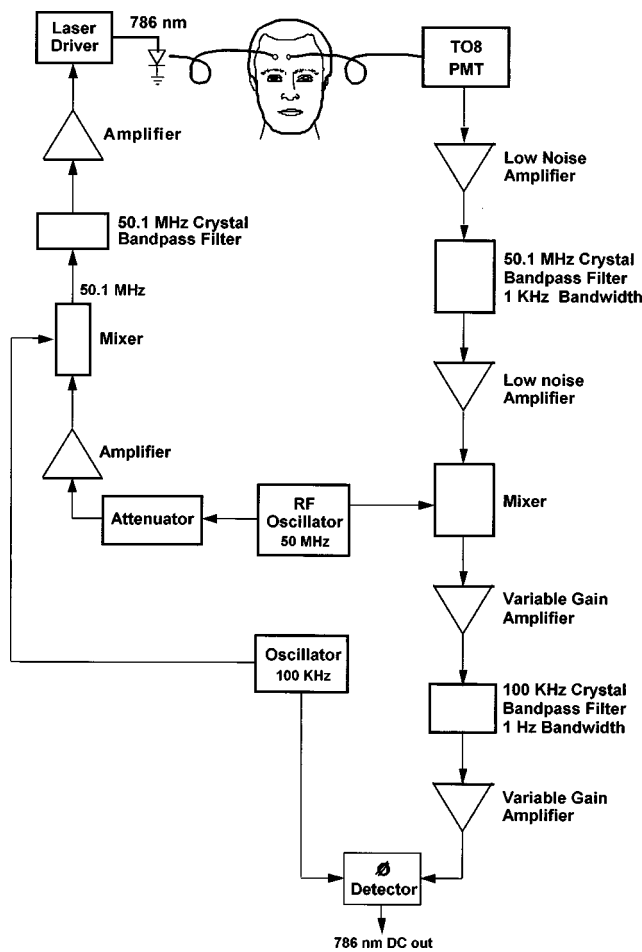 Laser
Driver
786 nm
TO8
PMT
Amplifier
Low Noise
Amplifier
50.1 MHz Crystal
Bandpass Filter
50.1 MHz Crystal
Bandpass Filter
1 KHz Bandwidth
50.1 MHz
Mixer
Low noise
Amplifier
Amplifier
Attenuator
RF
Oscillator
50 MHz
Mixer
Variable Gain
Amplifier
Oscillator
100 KHz
100 KHz Crystal
Bandpass Filter
1 Hz Bandwidth
Variable Gain
Amplifier
Ø
Detector
786 nm DC out